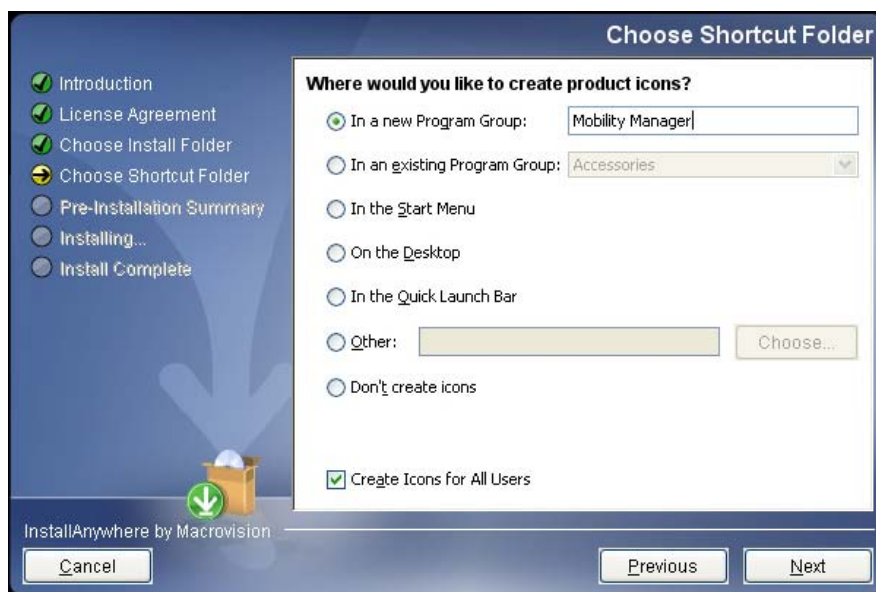 Choose Shortcut Folder
Introduction
License Agreement
Choose Install Folder
Choose Shortcut Folder
Pre-Installation Summary
Installing...
Install Complete
Where would you like to create product icons?
In a new Program Group: Mobility Manager
In an existing Program Group: Accessories
In the Start Menu
On the Desktop
In the Quick Launch Bar
Other: Choose...
Don't create icons
Create Icons for All Users
InstallAnywhere by Macrovision
Cancel Previous Next